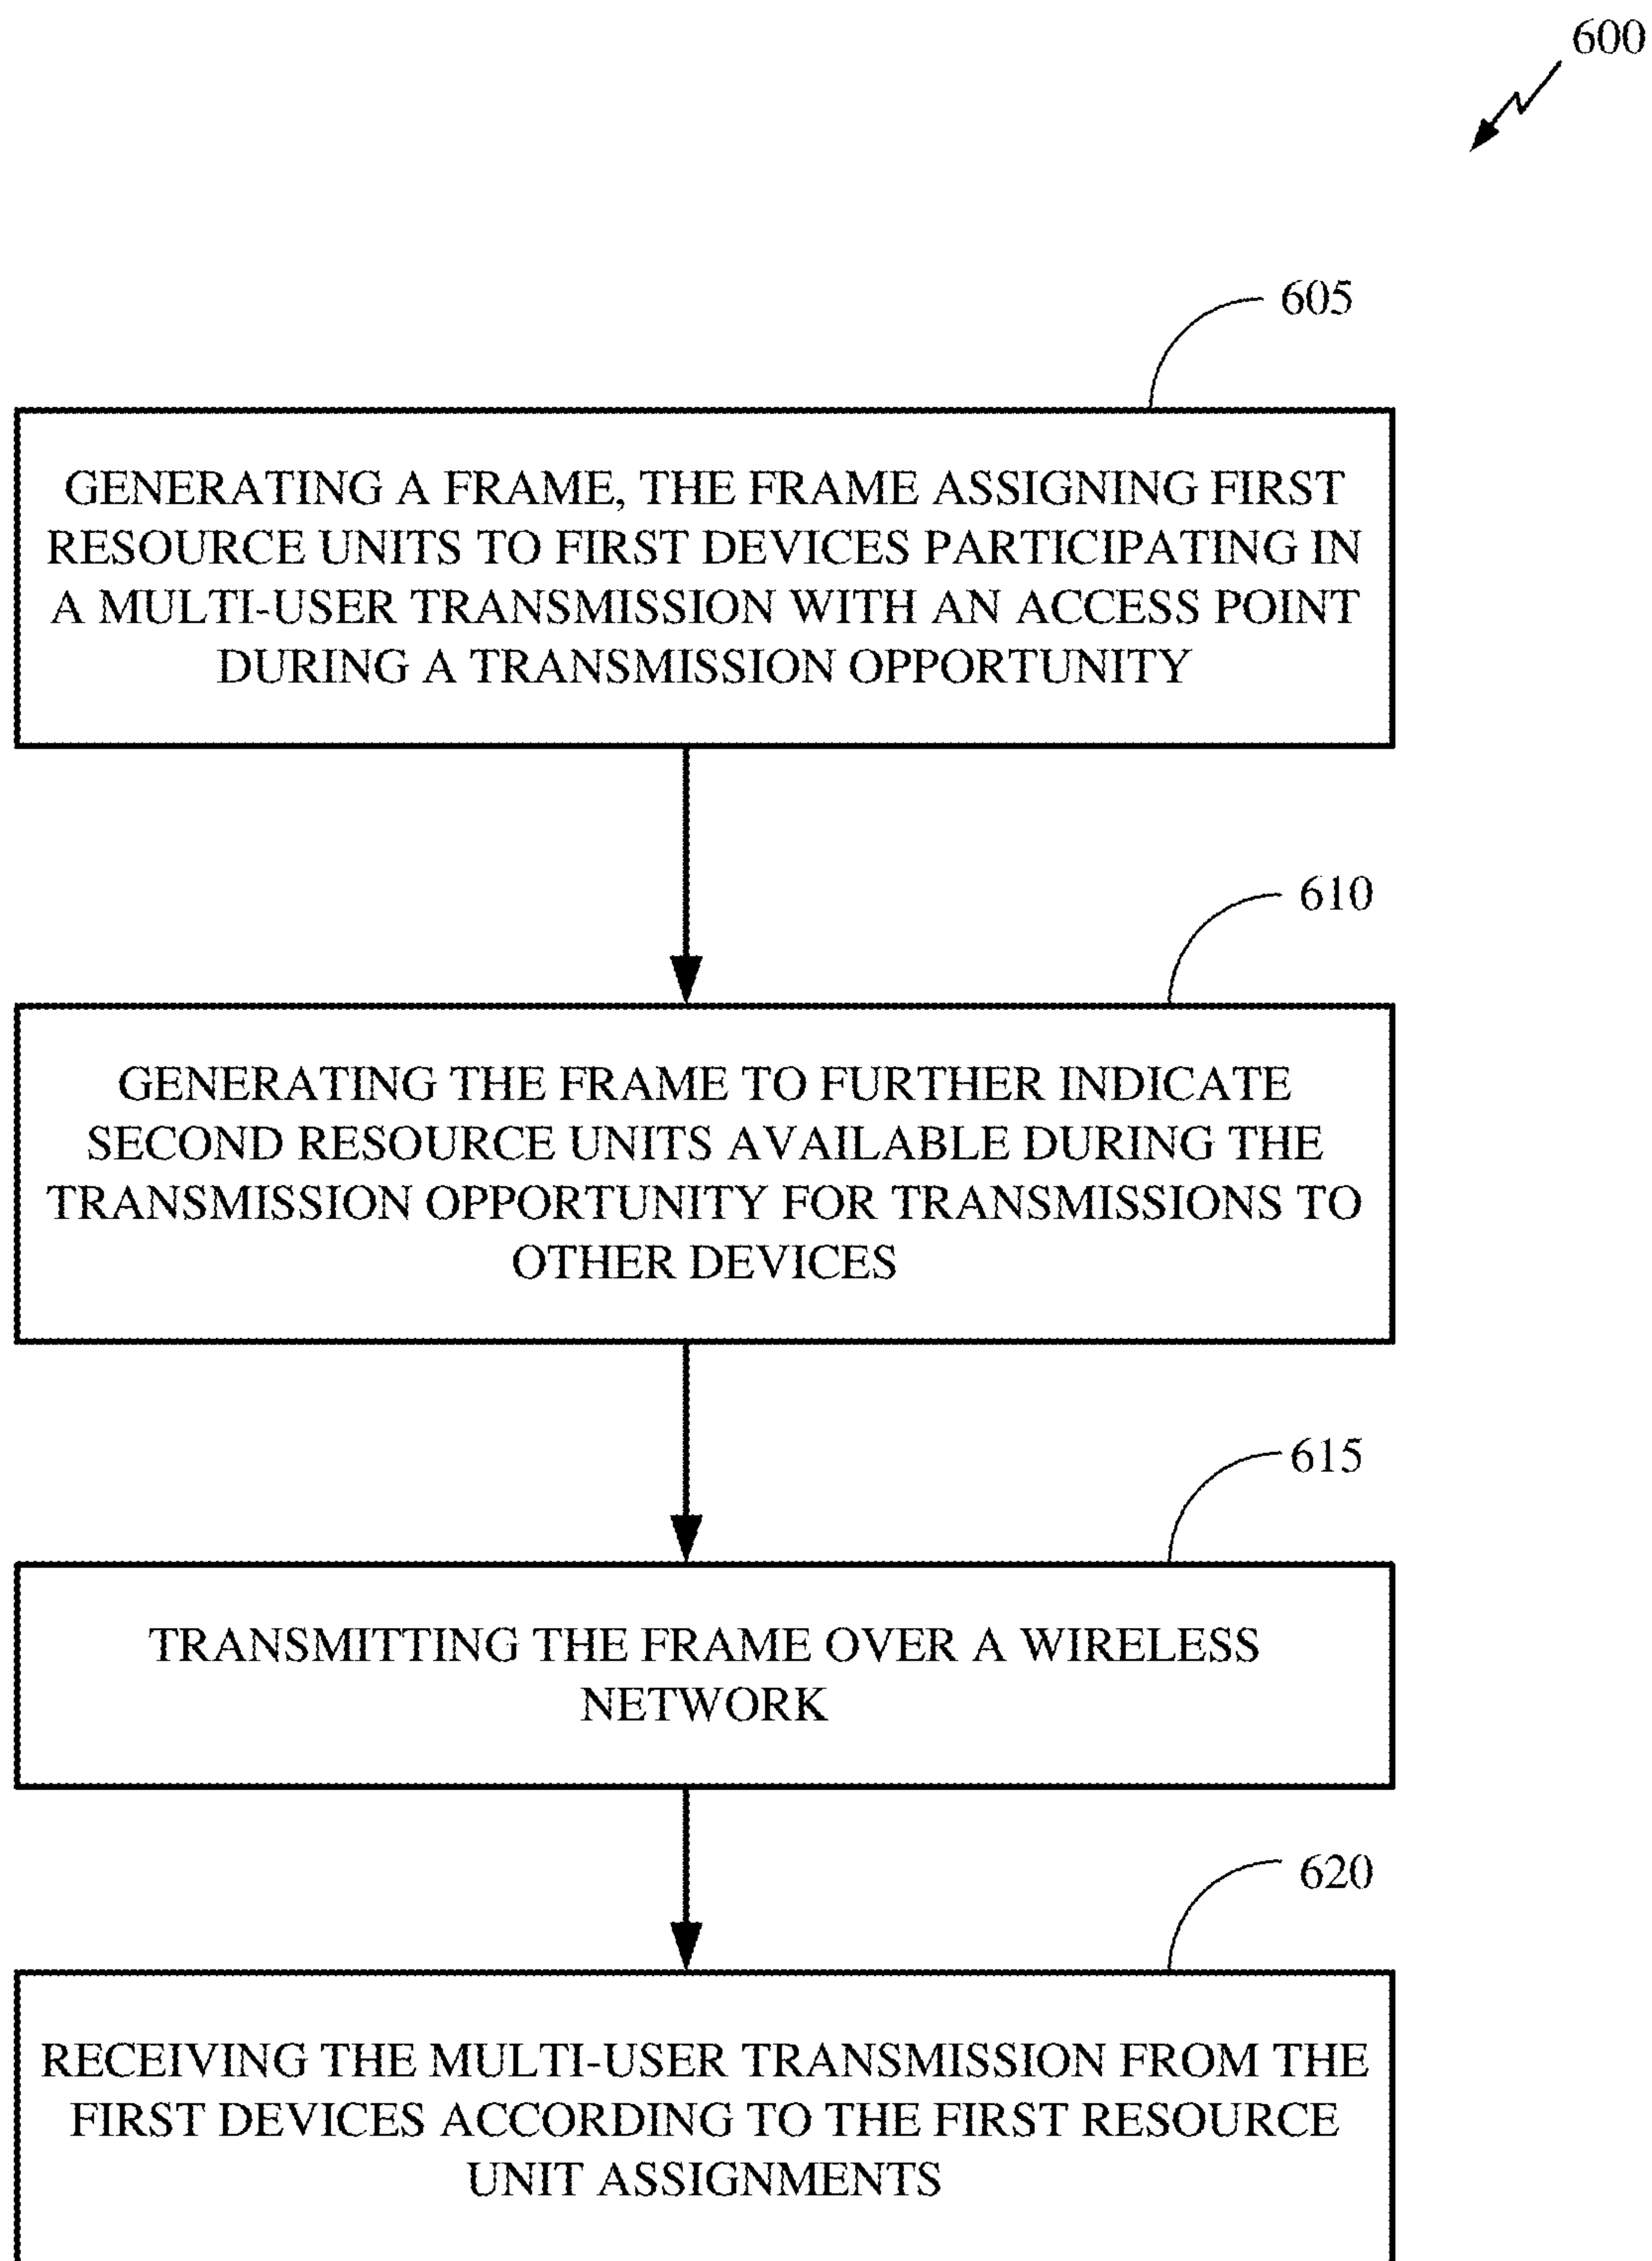 600
605
GENERATING A FRAME, THE FRAME ASSIGNING FIRST
RESOURCE UNITS TO FIRST DEVICES PARTICIPATING IN
A MULTI-USER TRANSMISSION WITH AN ACCESS POINT
DURING A TRANSMISSION OPPORTUNITY
610
GENERATING THE FRAME TO FURTHER INDICATE
SECOND RESOURCE UNITS AVAILABLE DURING THE
TRANSMISSION OPPORTUNITY FOR TRANSMISSIONS TO
OTHER DEVICES
615
TRANSMITTING THE FRAME OVER A WIRELESS
NETWORK
620
RECEIVING THE MULTI-USER TRANSMISSION FROM THE
FIRST DEVICES ACCORDING TO THE FIRST RESOURCE
UNIT ASSIGNMENTS